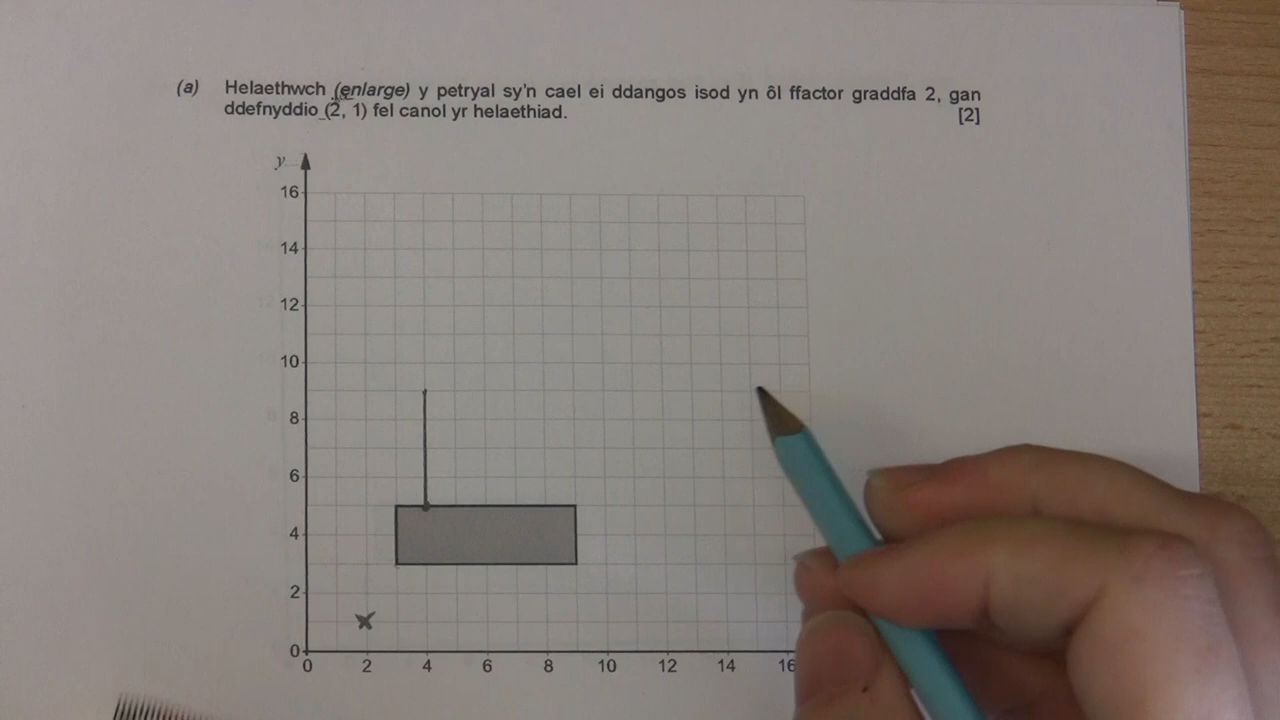 (a) Helaethwch (enlarge) y petryal sy'n cael ei ddangos isod yn ôl ffactor graddfa 2, gan
ddefnyddio (2, 1) fel canol yr helaethiad. [2]
y
16
14
12
10
8
6
4
2
0
0 2 4 6 8 10 12 14 16